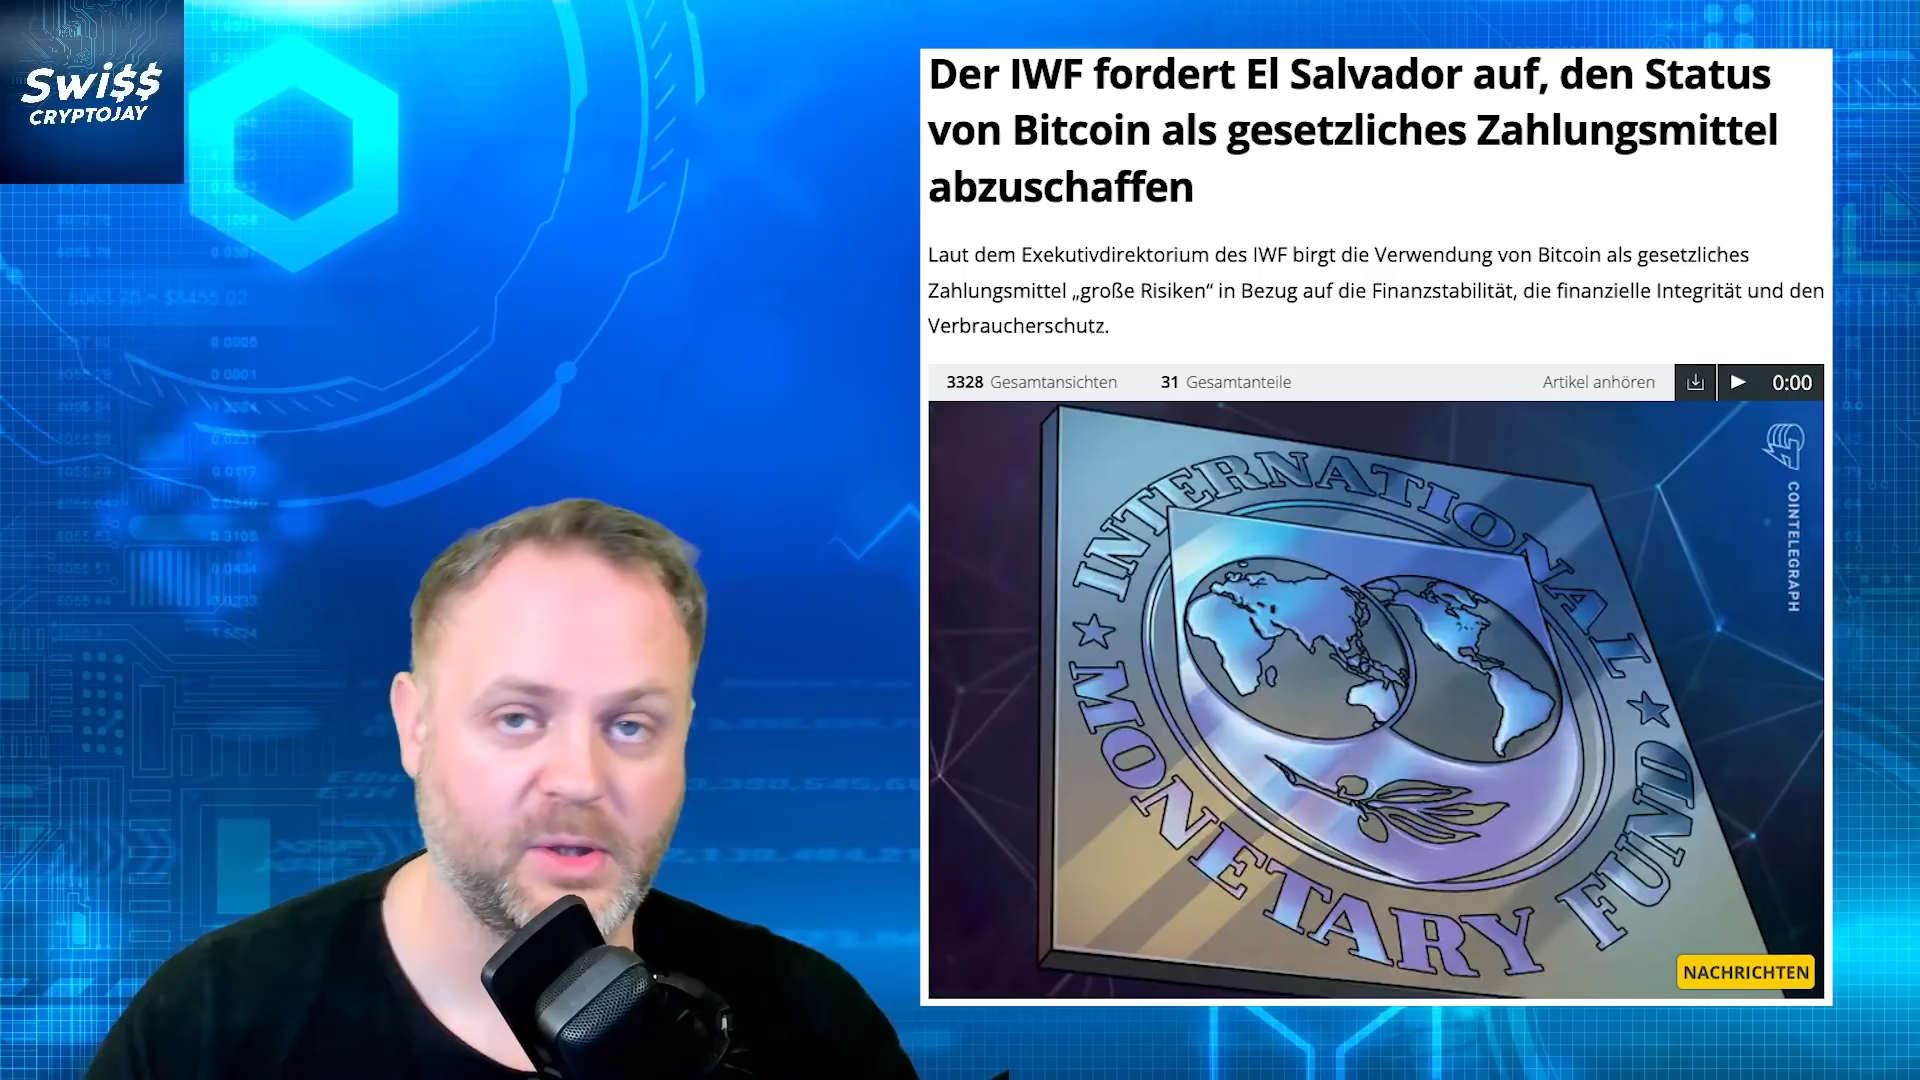 Swi$$
CRYPTOJAY
Der IWF fordert El Salvador auf, den Status
von Bitcoin als gesetzliches Zahlungsmittel
abzuschaffen
Laut dem Exekutivdirektorium des IWF birgt die Verwendung von Bitcoin als gesetzliches
Zahlungsmittel „große Risiken“ in Bezug auf die Finanzstabilität, die finanzielle Integrität und den
Verbraucherschutz.
3328 Gesamtansichten 31 Gesamtanteile Artikel anhören 0:00
COINTELEGRAPH
★ INTERNATIONAL ★
MONETARY FUND
NACHRICHTEN